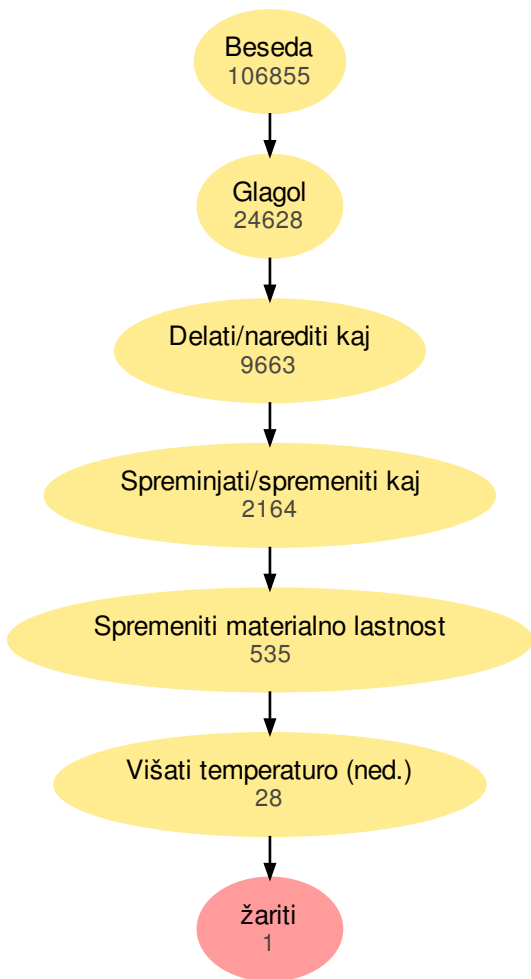 Beseda
106855
Glagol
24628
Delati/narediti kaj
9663
Spreminjati/spremeniti kaj
2164
Spremeniti materialno lastnost
535
Višati temperaturo (ned.)
28
žariti
1